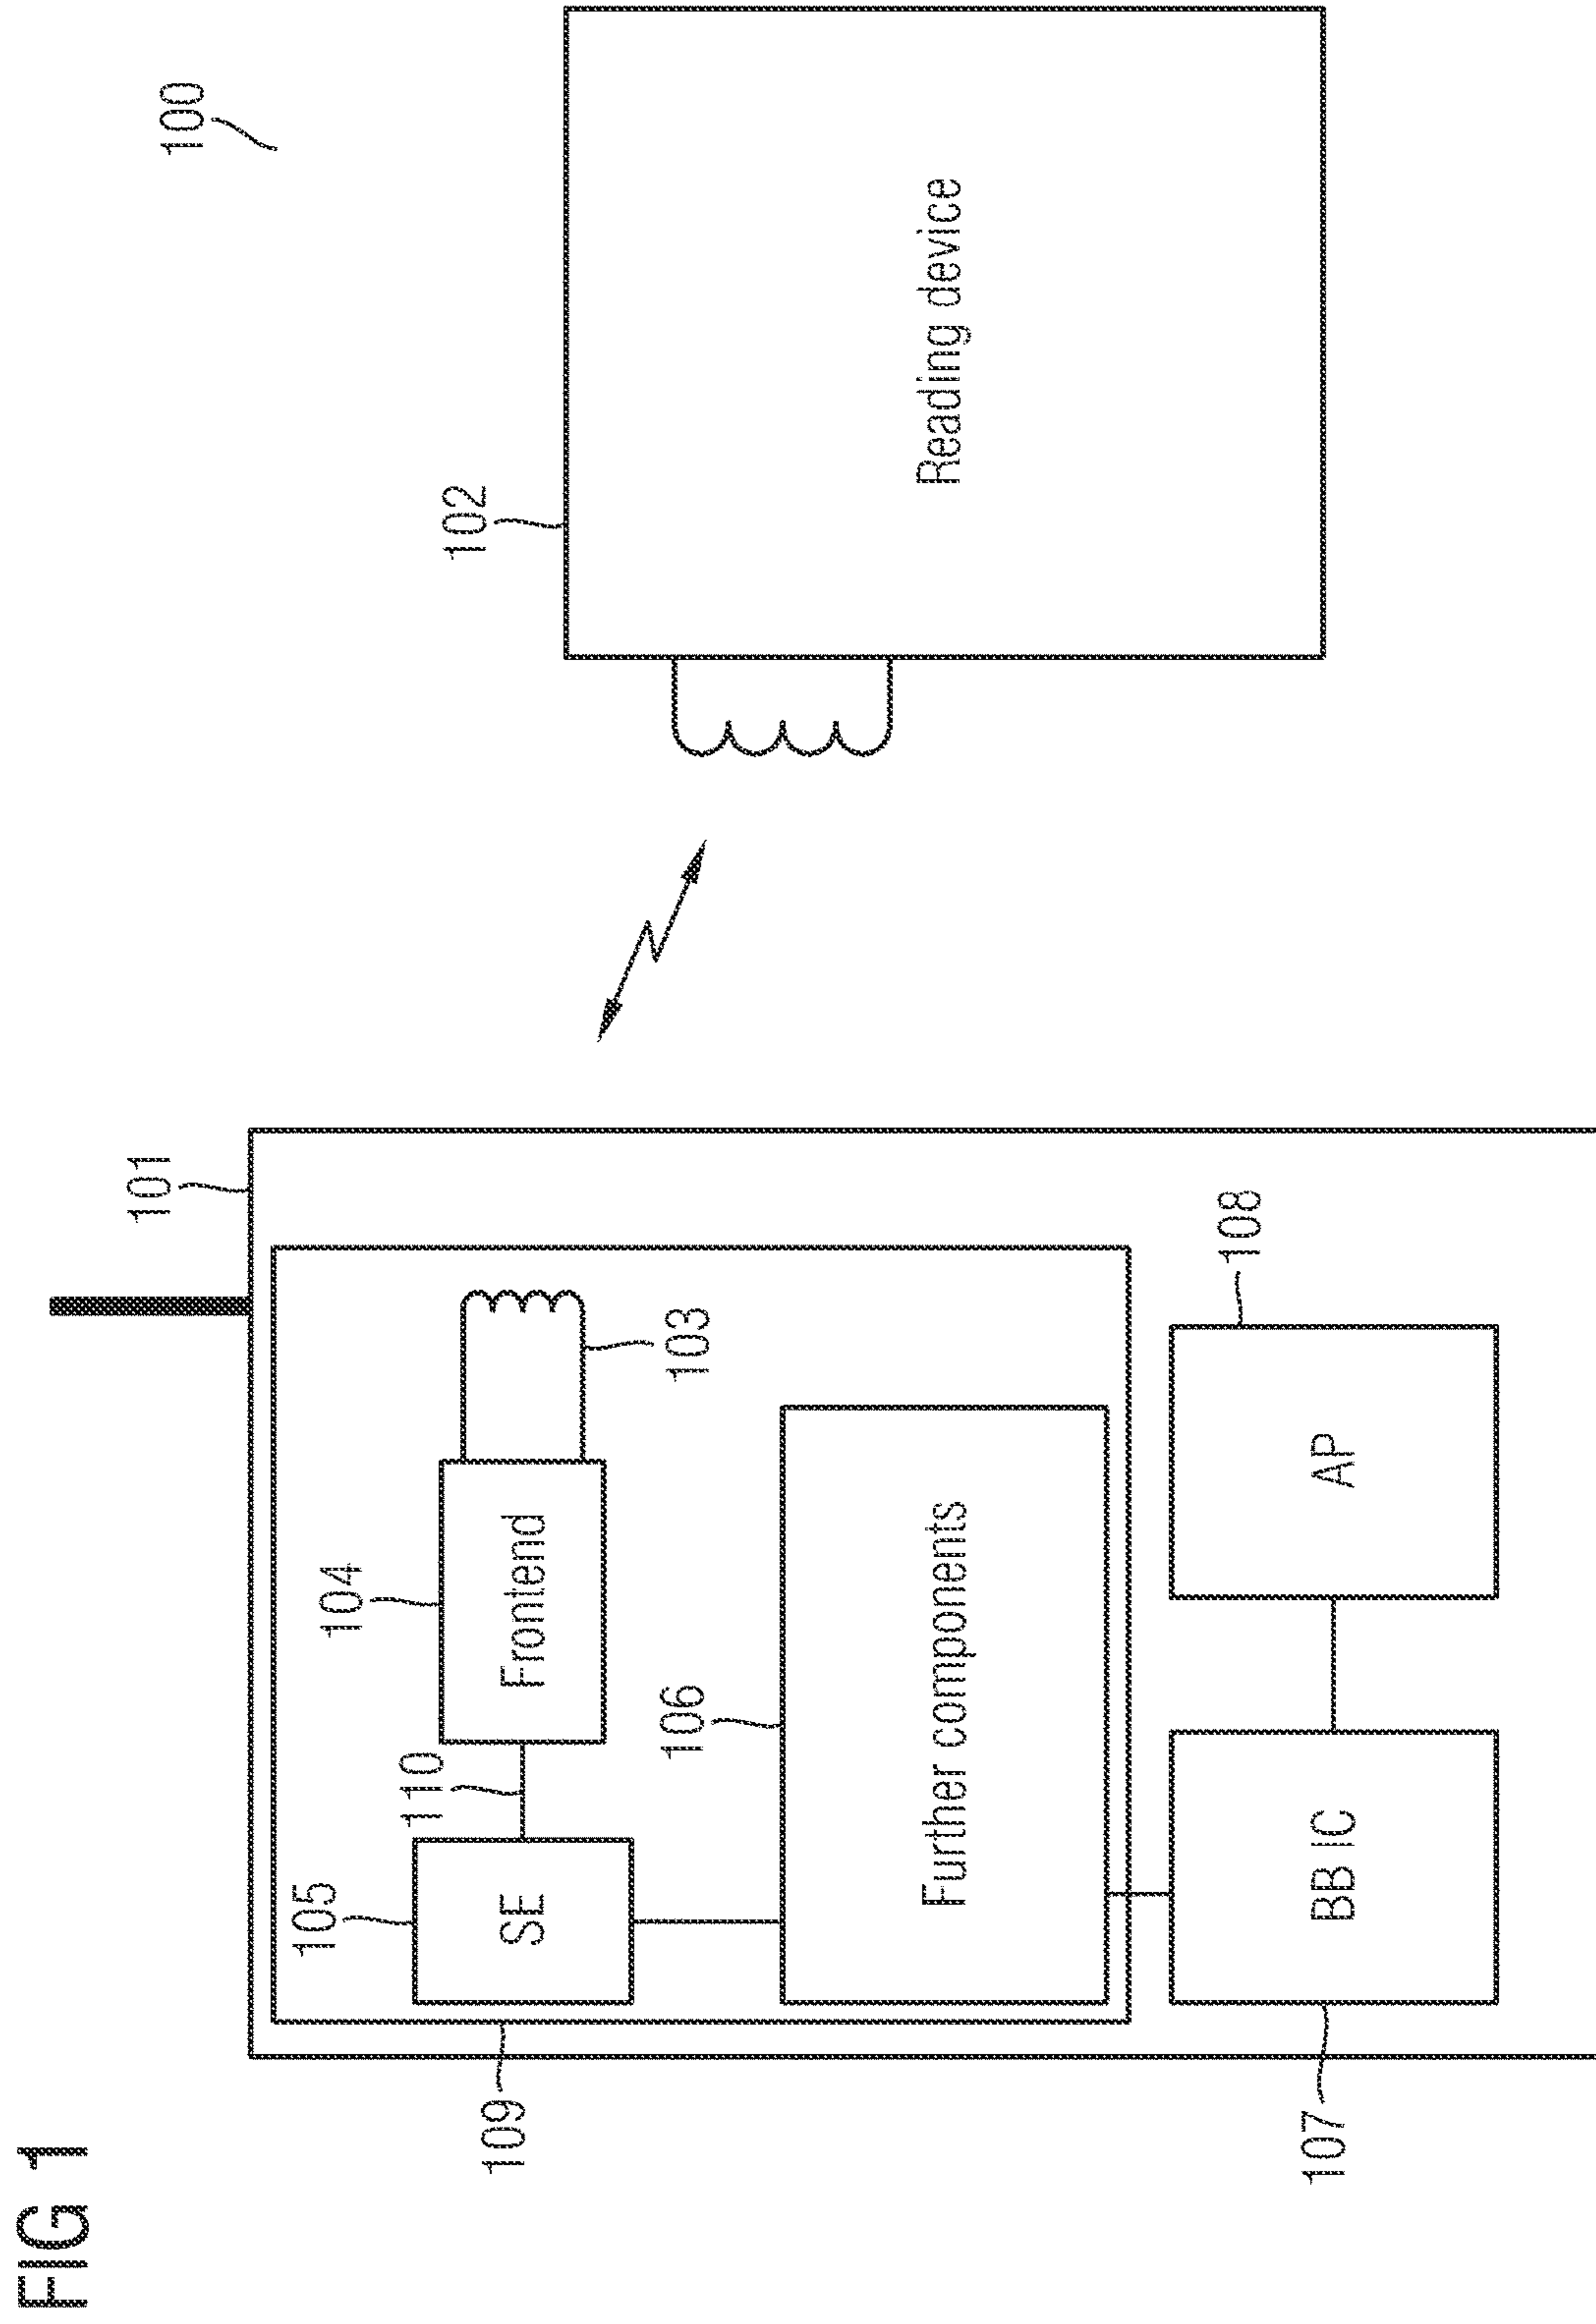 FIG 1
100
101
102
Reading device
103
104
Frontend
110
105
SE
106
Further components
109
108
AP
107
BB IC